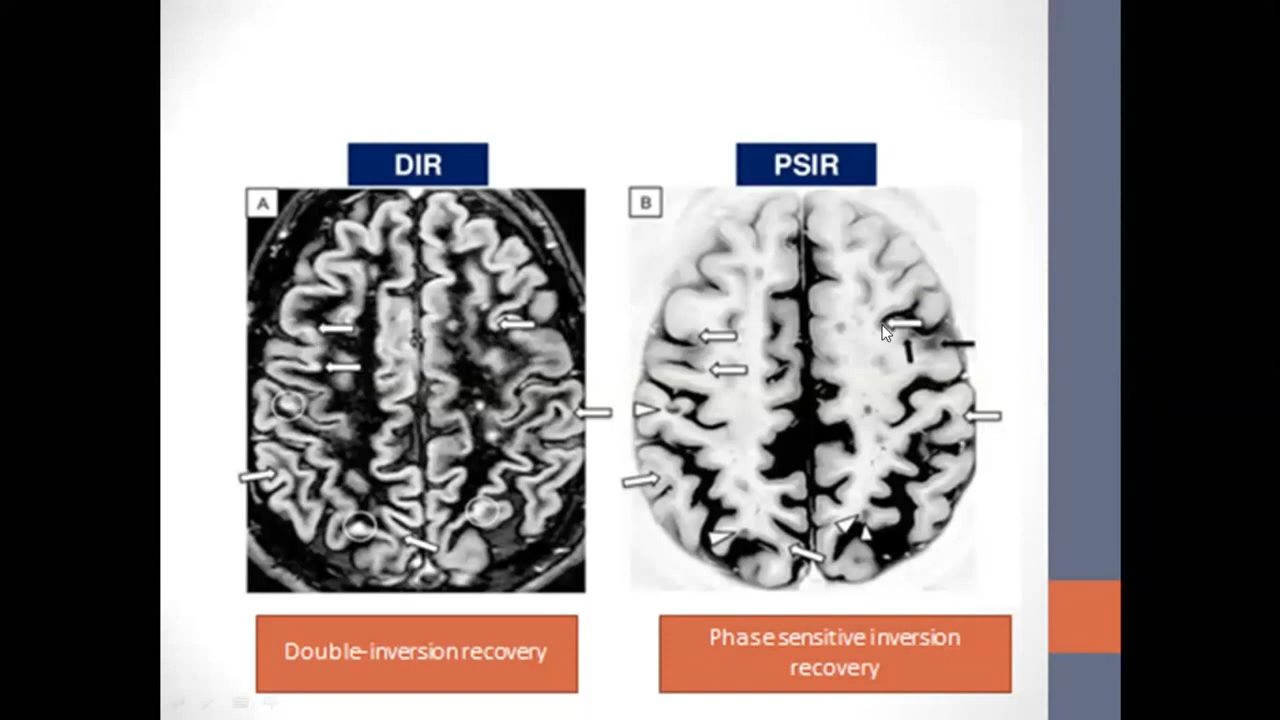 DIR
PSIR
A
B
Double-inversion recovery
Phase sensitive inversion
recovery